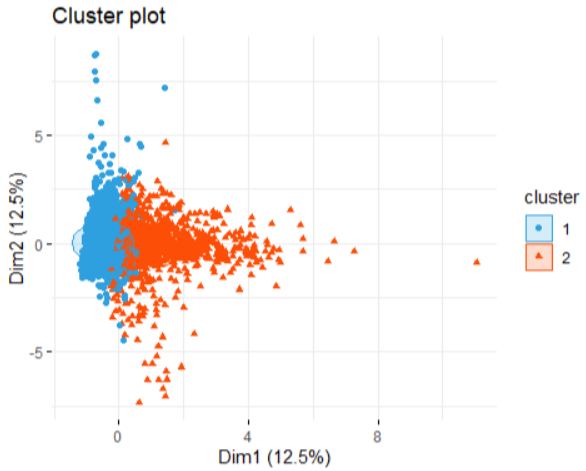 Cluster plot
5
0
-5
Dim2 (12.5%)
0 4 8
Dim1 (12.5%)
cluster
1
2